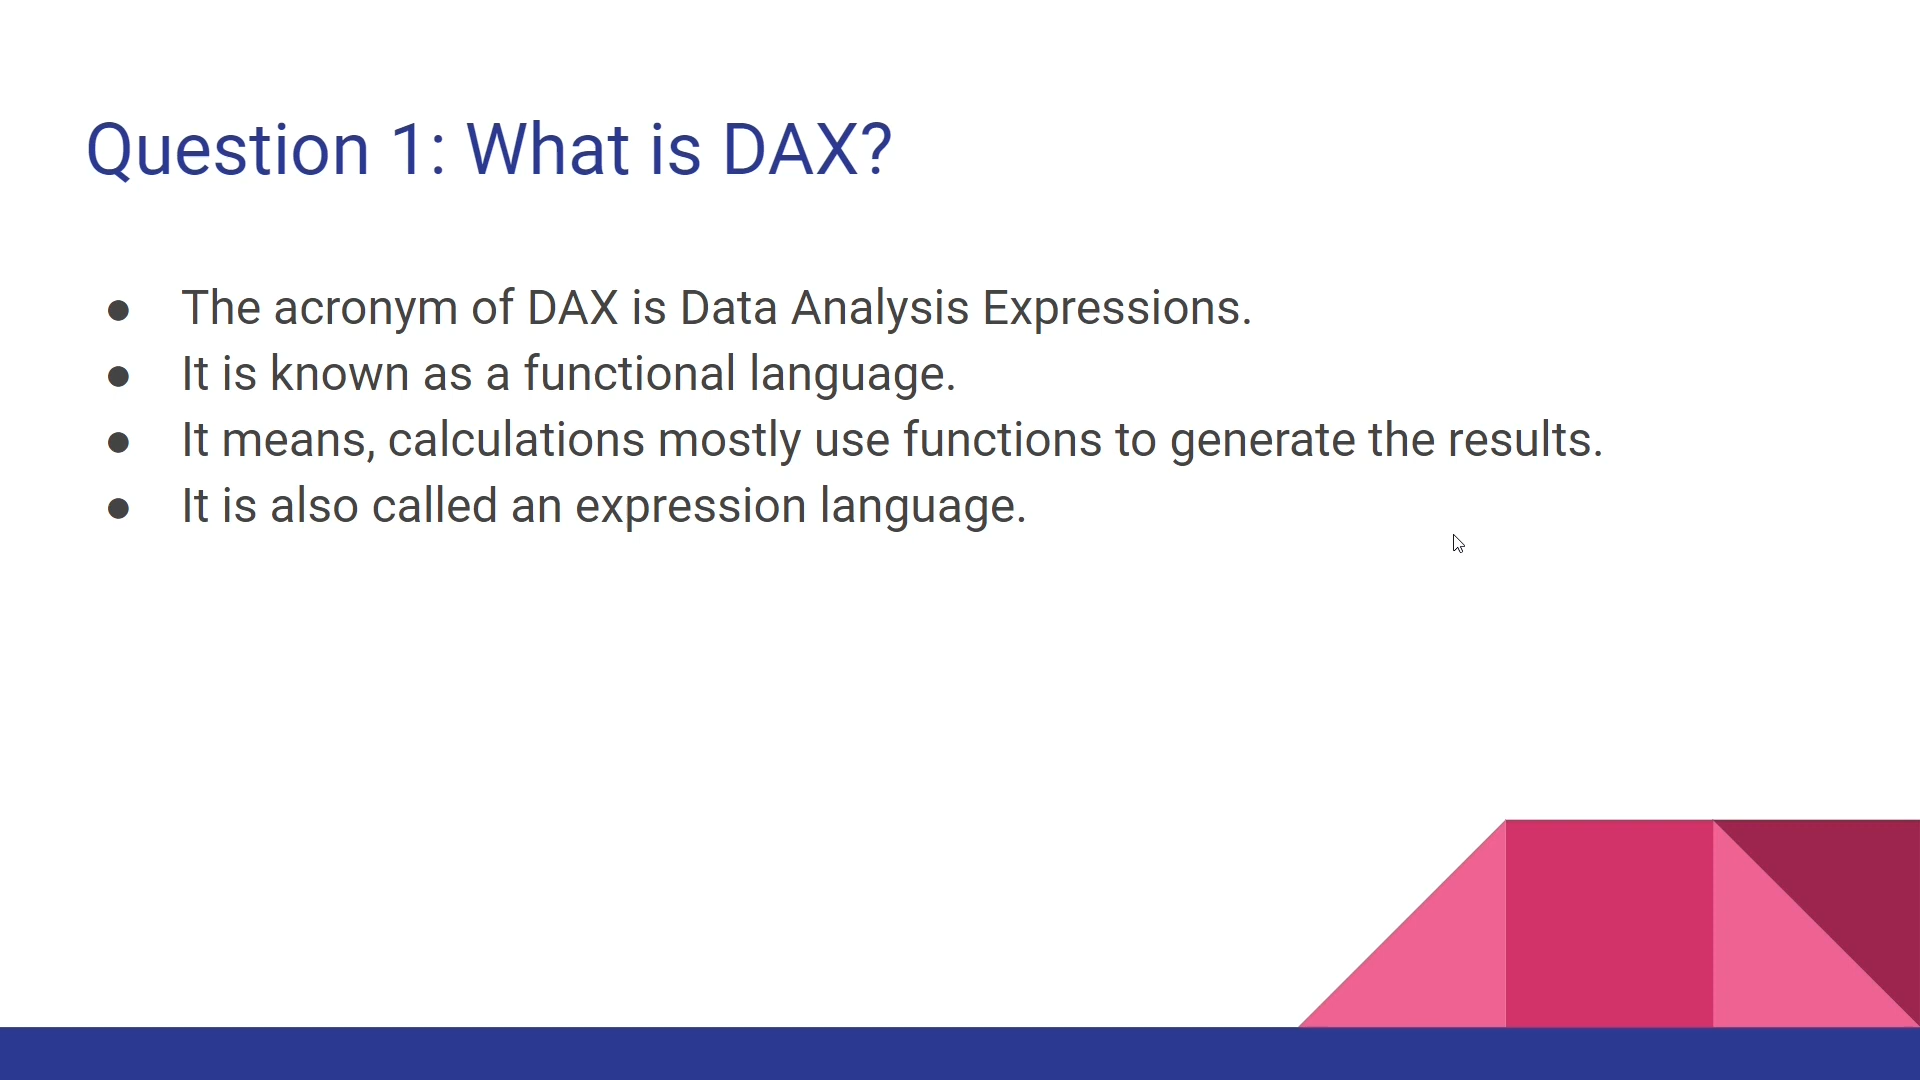 Question 1: What is DAX?
● The acronym of DAX is Data Analysis Expressions.
● It is known as a functional language.
● It means, calculations mostly use functions to generate the results.
● It is also called an expression language.